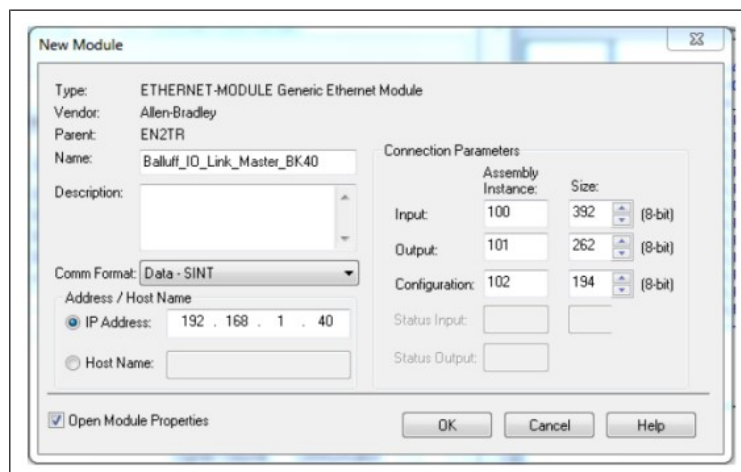 New Module
Type: ETHERNET-MODULE Generic Ethernet Module
Vendor: Allen-Bradley
Parent: EN2TR
Name: Balluff_IO_Link_Master_BK40
Description:
Comm Format: Data - SINT
Address / Host Name
IP Address: 192 . 168 . 1 . 40
Host Name:
Connection Parameters
Assembly Instance: Size:
Input: 100 392 (8-bit)
Output: 101 262 (8-bit)
Configuration: 102 194 (8-bit)
Status Input:
Status Output:
Open Module Properties
OK Cancel Help